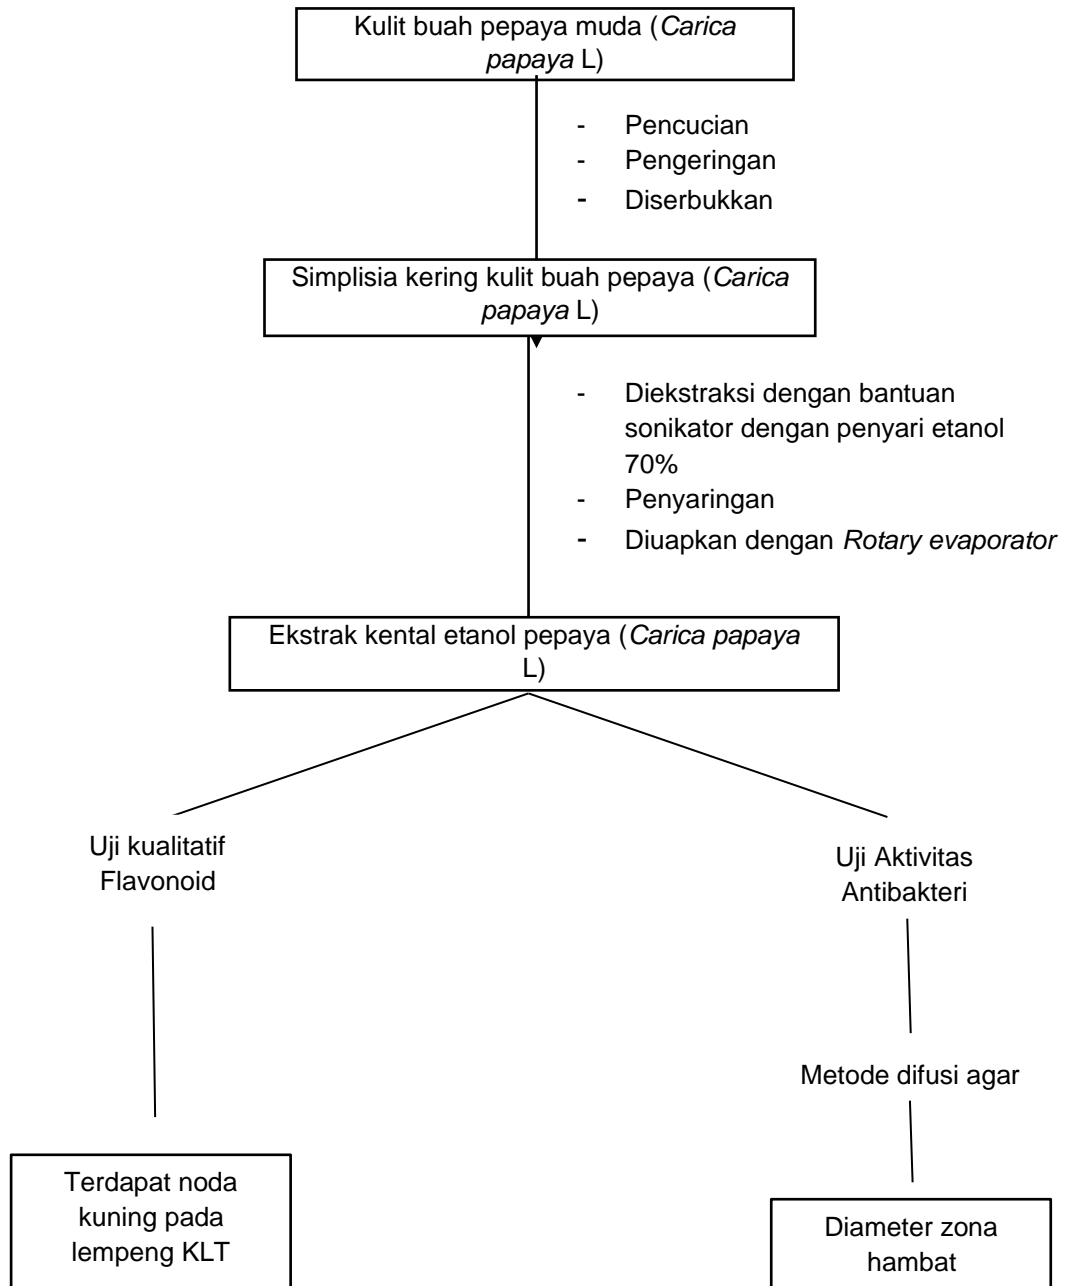 Kulit buah pepaya muda (Carica
papaya L)
- Pencucian
- Pengeringan
- Diserbukkan
Simplisia kering kulit buah pepaya (Carica
papaya L)
- Diekstraksi dengan bantuan
sonikator dengan penyari etanol
70%
- Penyaringan
- Diuapkan dengan Rotary evaporator
Ekstrak kental etanol pepaya (Carica papaya
L)
Uji kualitatif
Flavonoid
Uji Aktivitas
Antibakteri
Metode difusi agar
Terdapat noda
kuning pada
lempeng KLT
Diameter zona
hambat